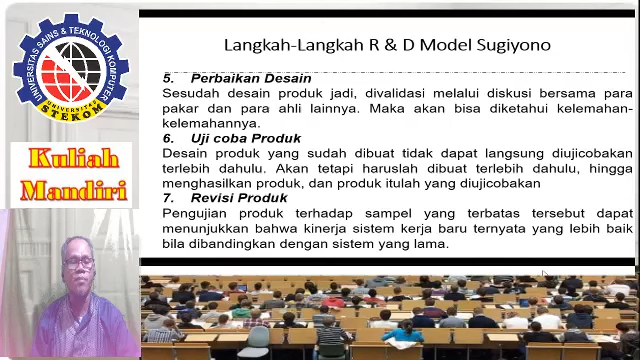 UNIVERSITAS SAINS & TEKNOLOGI KOMPUTER
STEKOM
Kuliah
Mandiri
Langkah-Langkah R & D Model Sugiyono
5. Perbaikan Desain
Sesudah desain produk jadi, divalidasi melalui diskusi bersama para
pakar dan para ahli lainnya. Maka akan bisa diketahui kelemahan-
kelemahannya.
6. Uji coba Produk
Desain produk yang sudah dibuat tidak dapat langsung diujicobakan
terlebih dahulu. Akan tetapi haruslah dibuat terlebih dahulu, hingga
menghasilkan produk, dan produk itulah yang diujicobakan
7. Revisi Produk
Pengujian produk terhadap sampel yang terbatas tersebut dapat
menunjukkan bahwa kinerja sistem kerja baru ternyata yang lebih baik
bila dibandingkan dengan sistem yang lama.